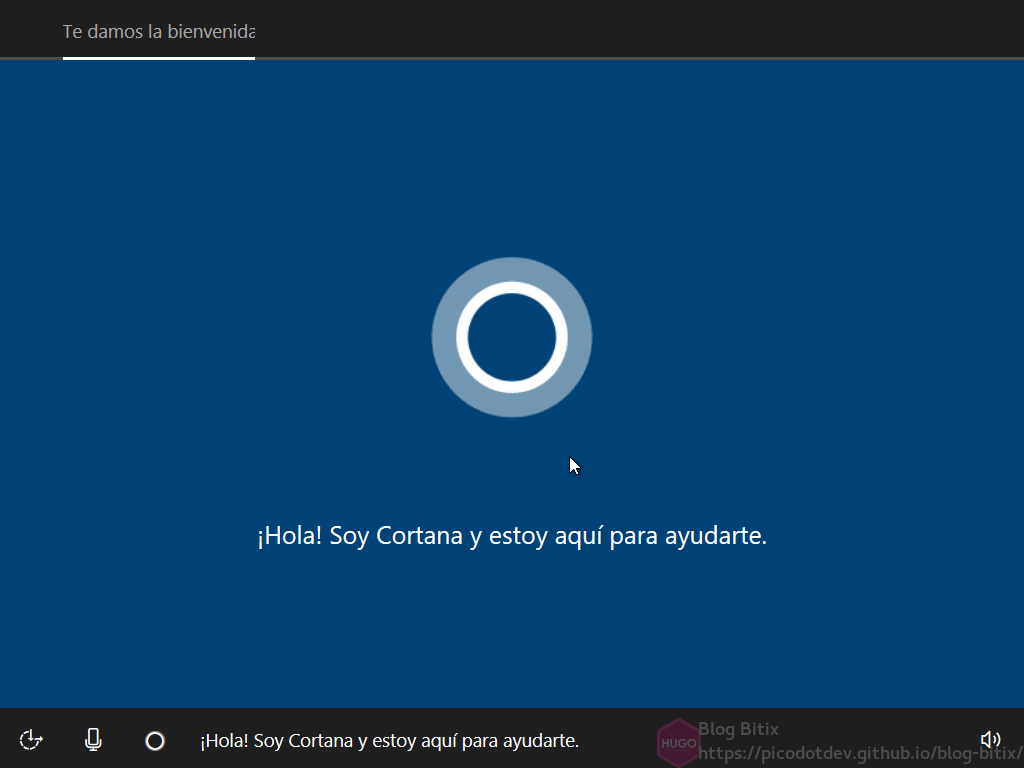 Te damos la bienvenida
¡Hola! Soy Cortana y estoy aquí para ayudarte.
¡Hola! Soy Cortana y estoy aquí para ayudarte.
HUGO
Blog Bitix
https://picodotdev.github.io/blog-bitix/